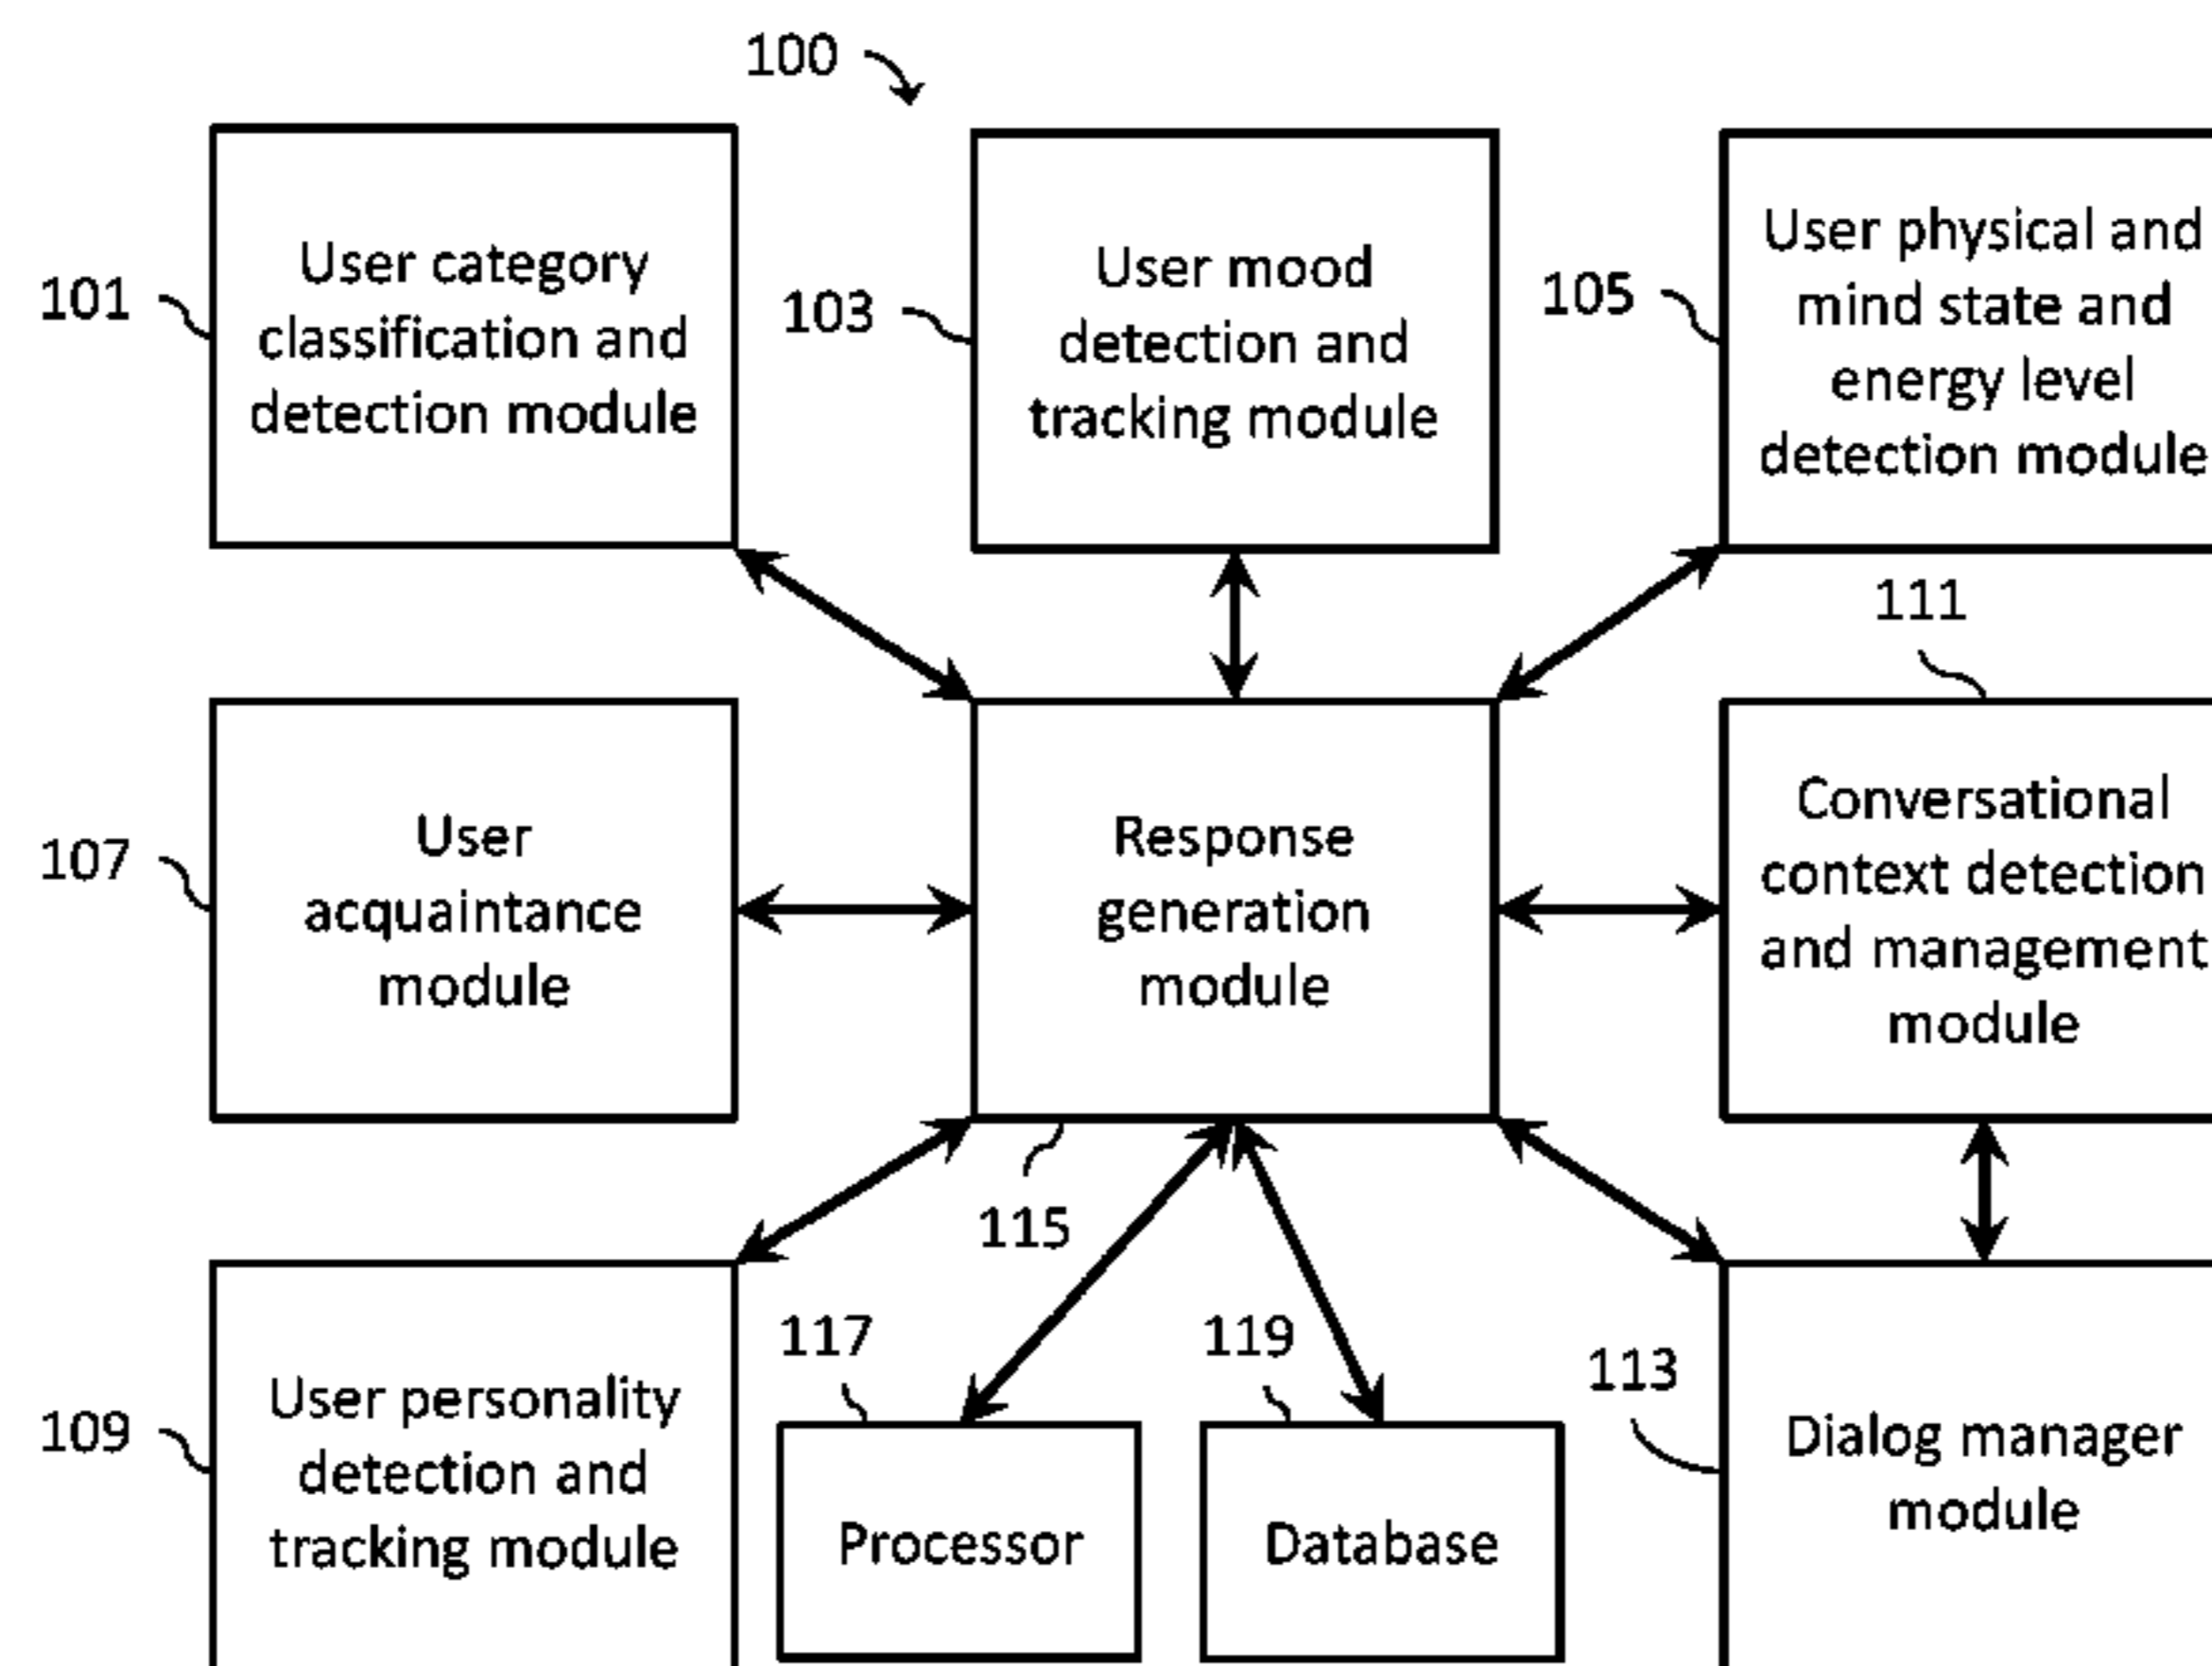 100
101
User category
classification and
detection module
103
User mood
detection and
tracking module
105
User physical and
mind state and
energy level
detection module
107
User
acquaintance
module
Response
generation
module
115
111
Conversational
context detection
and management
module
109
User personality
detection and
tracking module
117
Processor
119
Database
113
Dialog manager
module